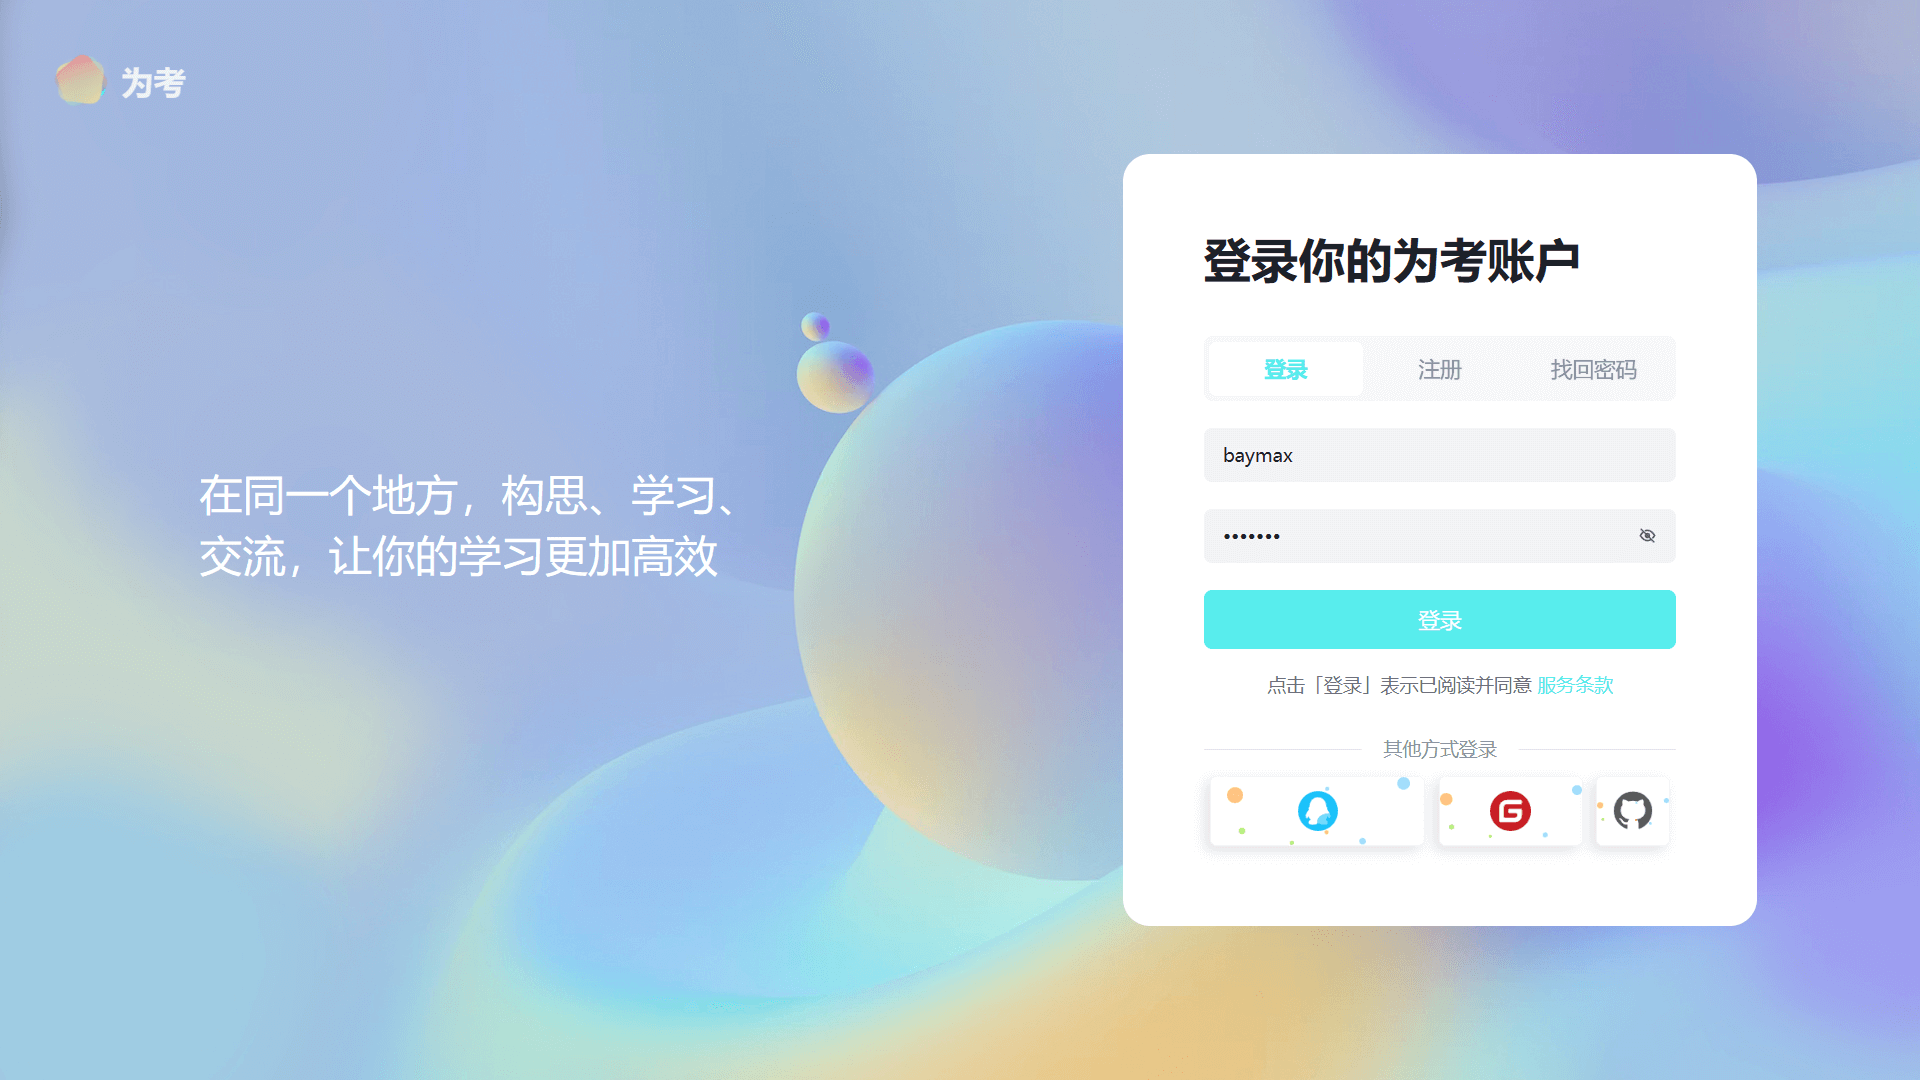 为考
在同一个地方，构思、学习、
交流，让你的学习更加高效
登录你的为考账户
登录 注册 找回密码
baymax
•••••••
登录
点击「登录」表示已阅读并同意 服务条款
其他方式登录